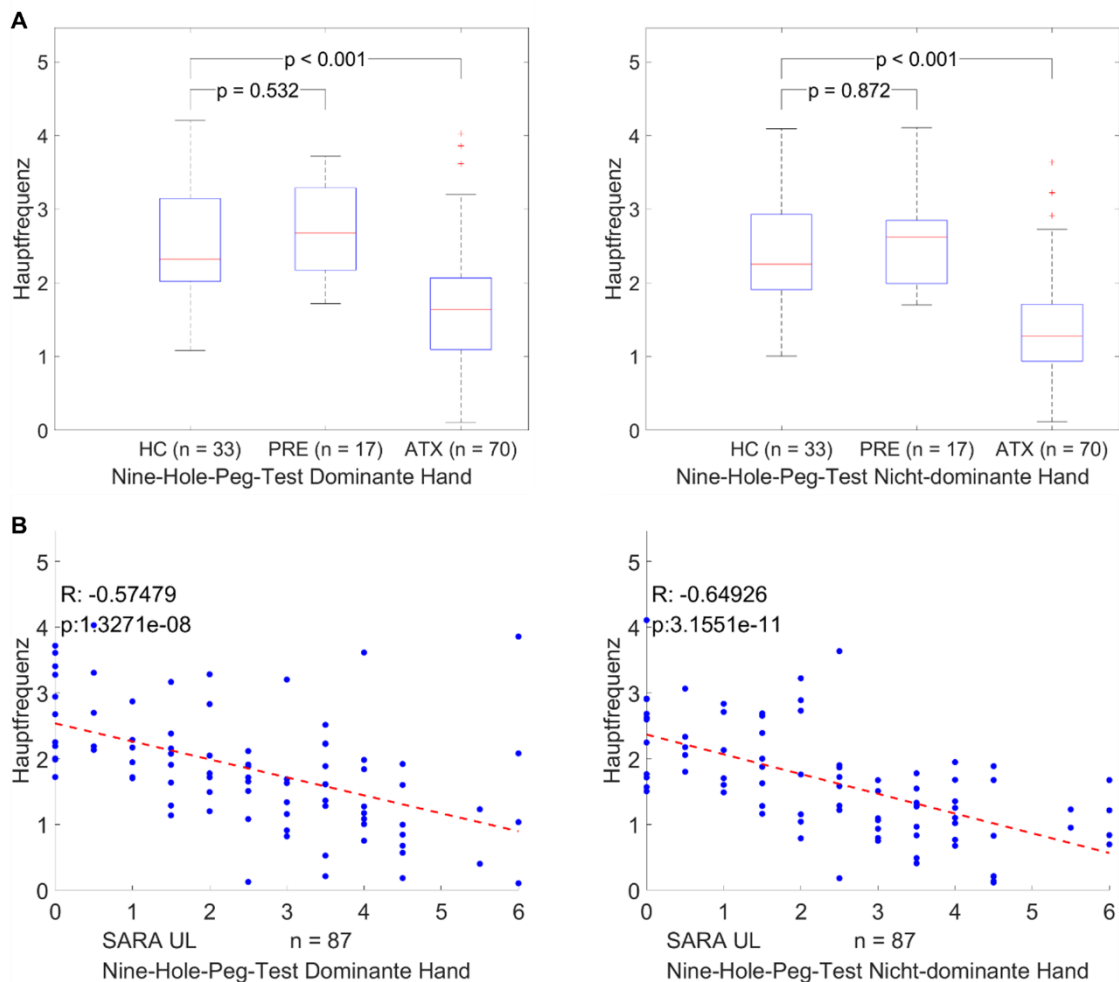 A
5
4
3
2
1
0
Hauptfrequenz
p < 0.001
p = 0.532
HC (n = 33) PRE (n = 17) ATX (n = 70)
Nine-Hole-Peg-Test Dominante Hand
5
4
3
2
1
0
Hauptfrequenz
p < 0.001
p = 0.872
HC (n = 33) PRE (n = 17) ATX (n = 70)
Nine-Hole-Peg-Test Nicht-dominante Hand
B
5
4
3
2
1
0
Hauptfrequenz
R: -0.57479
p:1.3271e-08
0 1 2 3 4 5 6
SARA UL n = 87
Nine-Hole-Peg-Test Dominante Hand
5
4
3
2
1
0
Hauptfrequenz
R: -0.64926
p:3.1551e-11
0 1 2 3 4 5 6
SARA UL n = 87
Nine-Hole-Peg-Test Nicht-dominante Hand